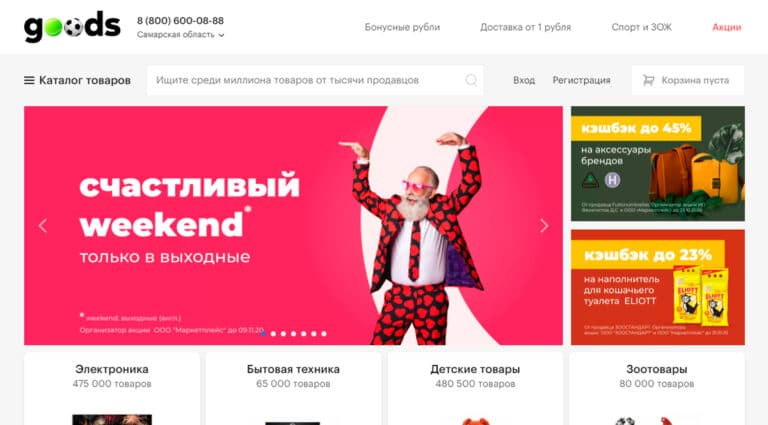 goods
8 (800) 600-08-88
Самарская область
Бонусные рубли
Доставка от 1 рубля
Спорт и ЗОЖ
Акции
Каталог товаров
Ищите среди миллиона товаров от тысячи продавцов
Вход
Регистрация
Корзина пуста
счастливый
weekend*
только в выходные
* weekend: выходные (англ.)
Организатор акции ООО "Маркетплейс" до 09.11.20
кэшбэк до 45%
на аксессуары
брендов
H
кэшбэк до 23%
на наполнитель
для кошачьего
туалета ELIOTT
ELIOTT
Электроника
475 000 товаров
Бытовая техника
65 000 товаров
Детские товары
480 500 товаров
Зоотовары
80 000 товаров